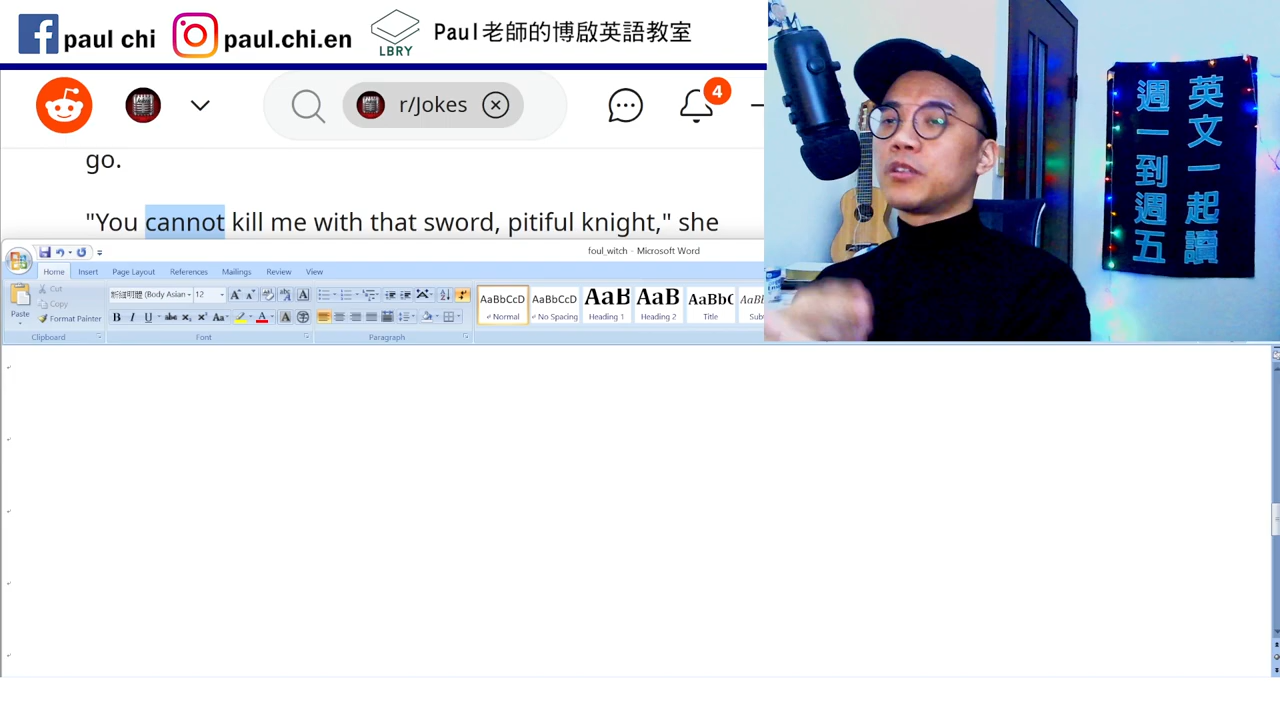 paul chi
paul.chi.en
LBRY
Paul老師的博啟英語教室
r/Jokes
4
go.
"You cannot kill me with that sword, pitiful knight," she
foul_witch - Microsoft Word
Home Insert Page Layout References Mailings Review View
Paste
Cut
Copy
Format Painter
Clipboard
新細明體 (Body Asian
12
Font
Paragraph
AaBbCcD
Normal
AaBbCcD
No Spacing
AaB
Heading 1
AaB
Heading 2
AaBbC
Title
英文一起讀
週一到週五